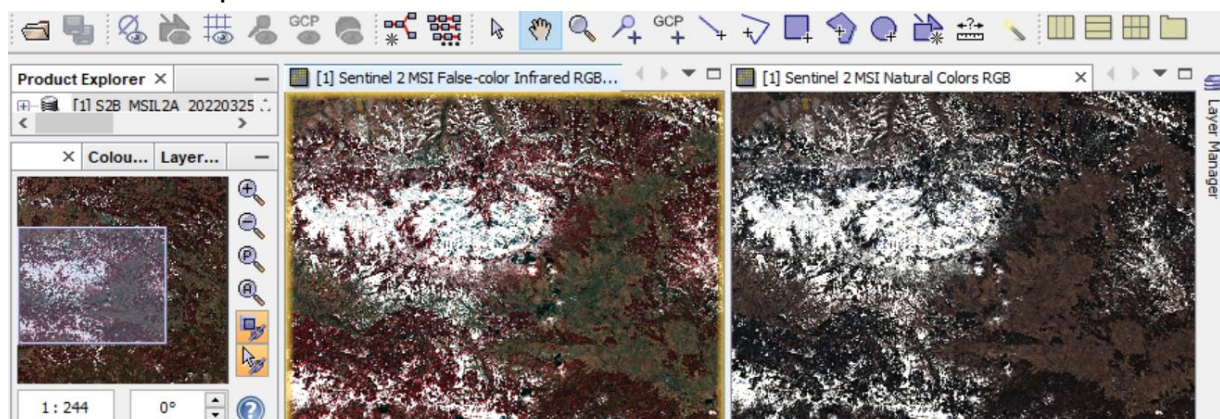 GCP GCP
Product Explorer
[1] Sentinel 2 MSI False-color Infrared RGB...
[1] Sentinel 2 MSI Natural Colors RGB
[1] S2B MSIL2A 20220325
Colou... Layer...
Layer Manager
1 : 244
0°